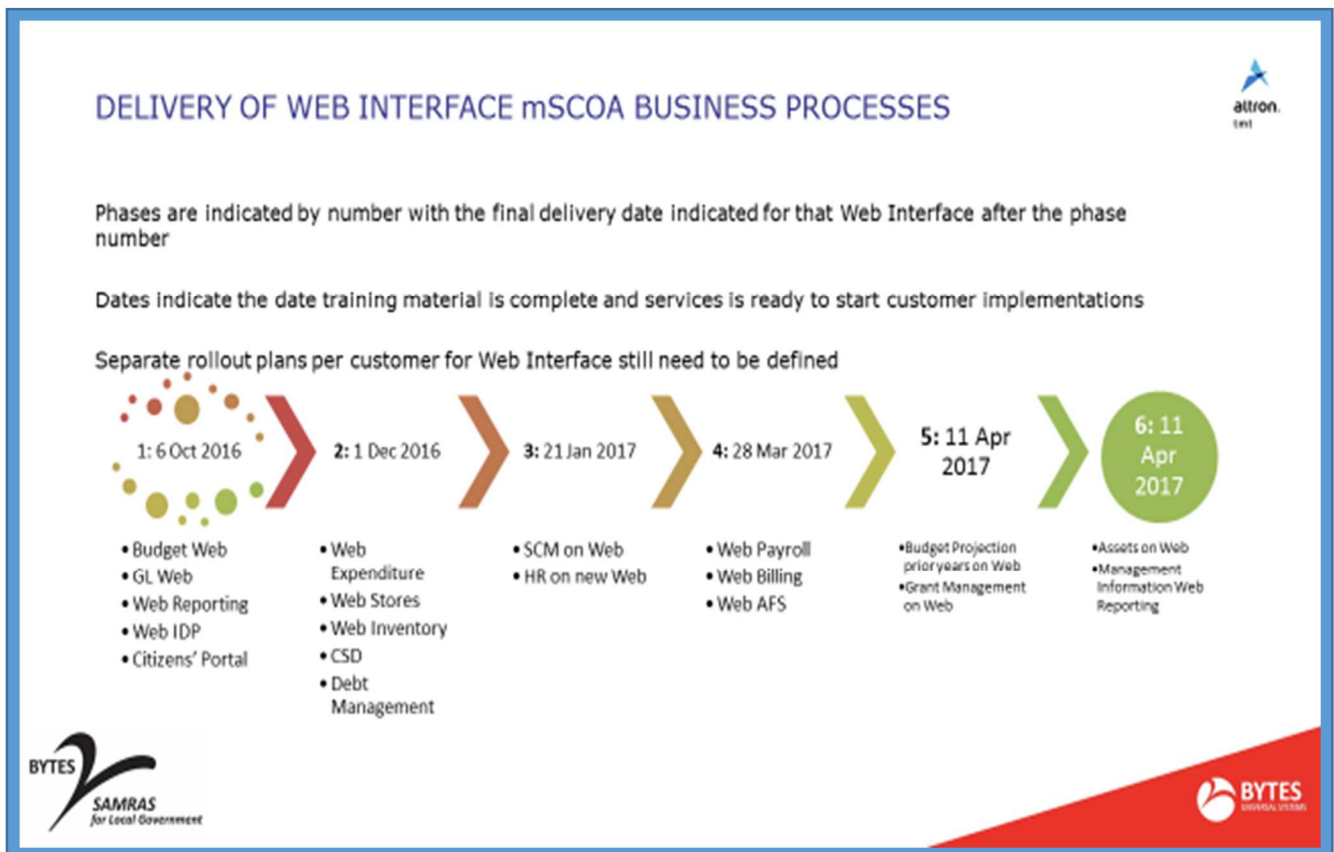 DELIVERY OF WEB INTERFACE mSCOA BUSINESS PROCESSES
altron
Phases are indicated by number with the final delivery date indicated for that Web Interface after the phase
number
Dates indicate the date training material is complete and services is ready to start customer implementations
Separate rollout plans per customer for Web Interface still need to be defined
1: 6 Oct 2016
• Budget Web
• GL Web
• Web Reporting
• Web IDP
• Citizens' Portal
2: 1 Dec 2016
• Web
Expenditure
• Web Stores
• Web Inventory
• CSD
• Debt
Management
3: 21 Jan 2017
• SCM on Web
• HR on new Web
4: 28 Mar 2017
• Web Payroll
• Web Billing
• Web AFS
5: 11 Apr
2017
• Budget Projection
prior years on Web
• Grant Management
on Web
6: 11
Apr
2017
• Assets on Web
• Management
Information Web
Reporting
BYTES
SAMRAS
for Local Government
BYTES
UNIVERSAL SYSTEMS